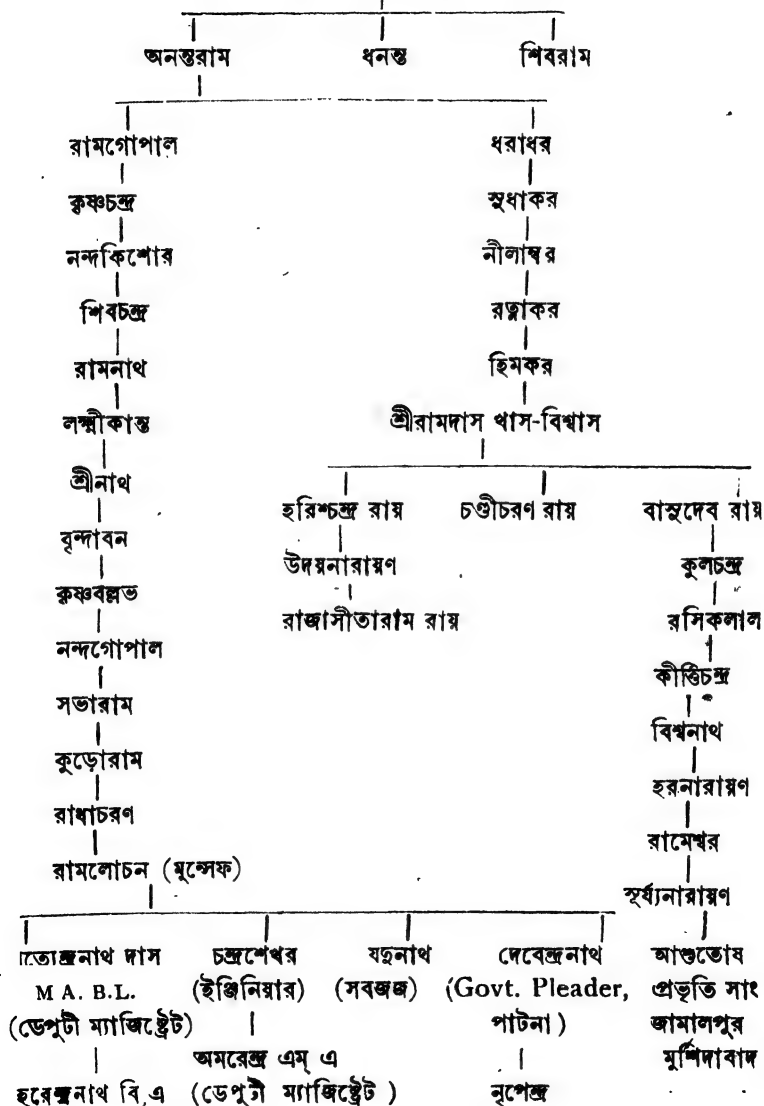 অনন্তরাম ধনন্ত শিবরাম
রামগোপাল ধরাধর
কৃষ্ণচন্দ্র সুধাকর
নন্দকিশোর নীলাম্বর
শিবচন্দ্র রত্নাকর
রামনাথ হিমকর
লক্ষ্মীকান্ত শ্রীরামদাস খাস-বিশ্বাস
শ্রীনাথ হরিশ্চন্দ্র রায় চণ্ডীচরণ রায় বাসুদেব রায়
বৃন্দাবন উদয়নারায়ণ কুলচন্দ্র
কৃষ্ণবল্লভ রাজাসীতারাম রায় রসিকলাল
নন্দগোপাল কীর্ত্তিচন্দ্র
সভারাম বিশ্বনাথ
কুড়োরাম হরনারায়ণ
রাধাচরণ রামেশ্বর
রামলোচন (মুন্সেফ) সূর্য্যনারায়ণ
নাথ দাস চন্দ্রশেখর যদুনাথ দেবেন্দ্রনাথ আশুতোষ
M A. B.L. (ইঞ্জিনিয়ার) (সবজজ) (Govt. Pleader, প্রভৃতি সাং
(ডেপুটী ম্যাজিষ্ট্রেট) পাটনা) জামালপুর
অমরেন্দ্র এম্ এ মুর্শিদাবাদ
হরেন্দ্রনাথ বি.এ (ডেপুটী ম্যাজিষ্ট্রেট) নৃপেন্দ্র